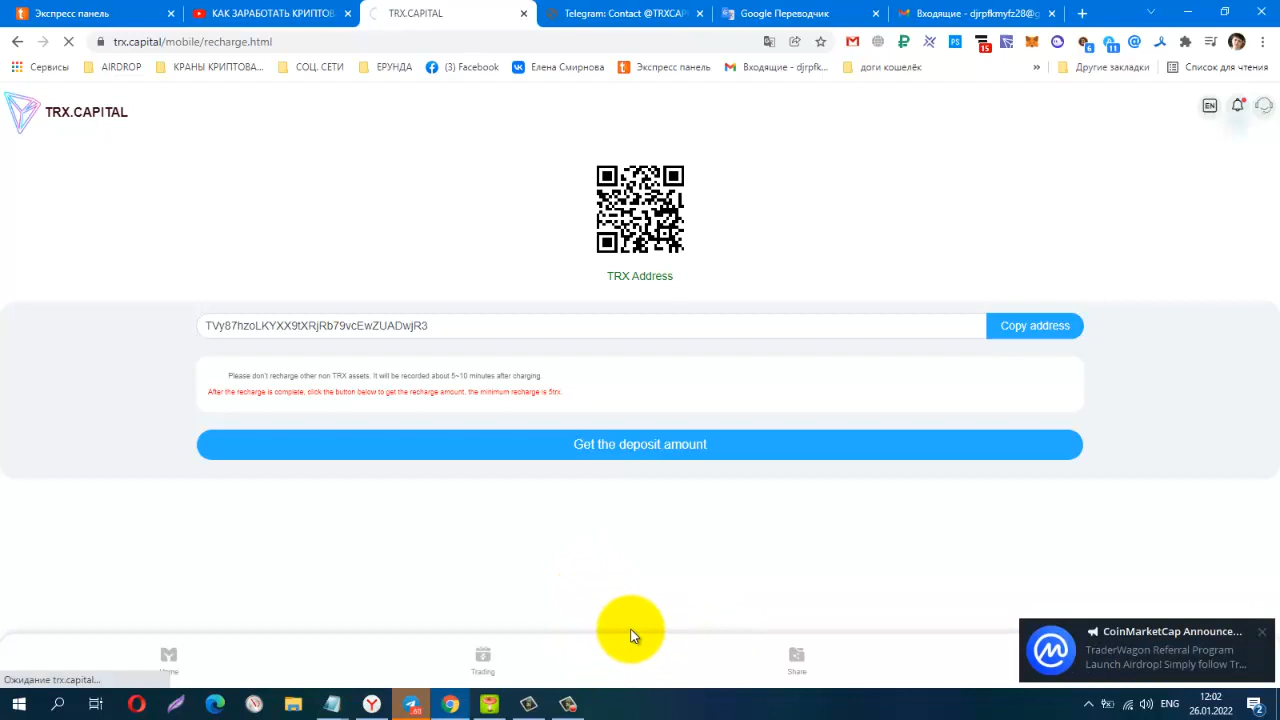 Экспресс панель
КАК ЗАРАБОТАТЬ КРИПТОВ
TRX.CAPITAL
Telegram: Contact @TRXCAP
Google Переводчик
Входящие - djrpfkmyfz28@g
trx.capital/mobile/recharge.html
15
6
11
Сервисы
AIRDROP
КРАНЫ КРИПТОВА...
СОЦ. СЕТИ
ЕРУНДА
(3) Facebook
Елена Смирнова
Экспресс панель
Входящие - djrpfk...
доги кошелёк
»
Другие закладки
Список для чтения
TRX.CAPITAL
EN
TRX Address
TVy87hzoLKYXX9tXRjRb79vcEwZUADwjR3
Copy address
Please don't recharge other non TRX assets. It will be recorded about 5~10 minutes after charging.
After the recharge is complete, click the button below to get the recharge amount, the minimum recharge is 5trx.
Get the deposit amount
Trading
Share
Ожидание trx.capital...
CoinMarketCap Announce...
TraderWagon Referral Program
Launch Airdrop! Simply follow Tr...
ENG
12:02
26.01.2022
2